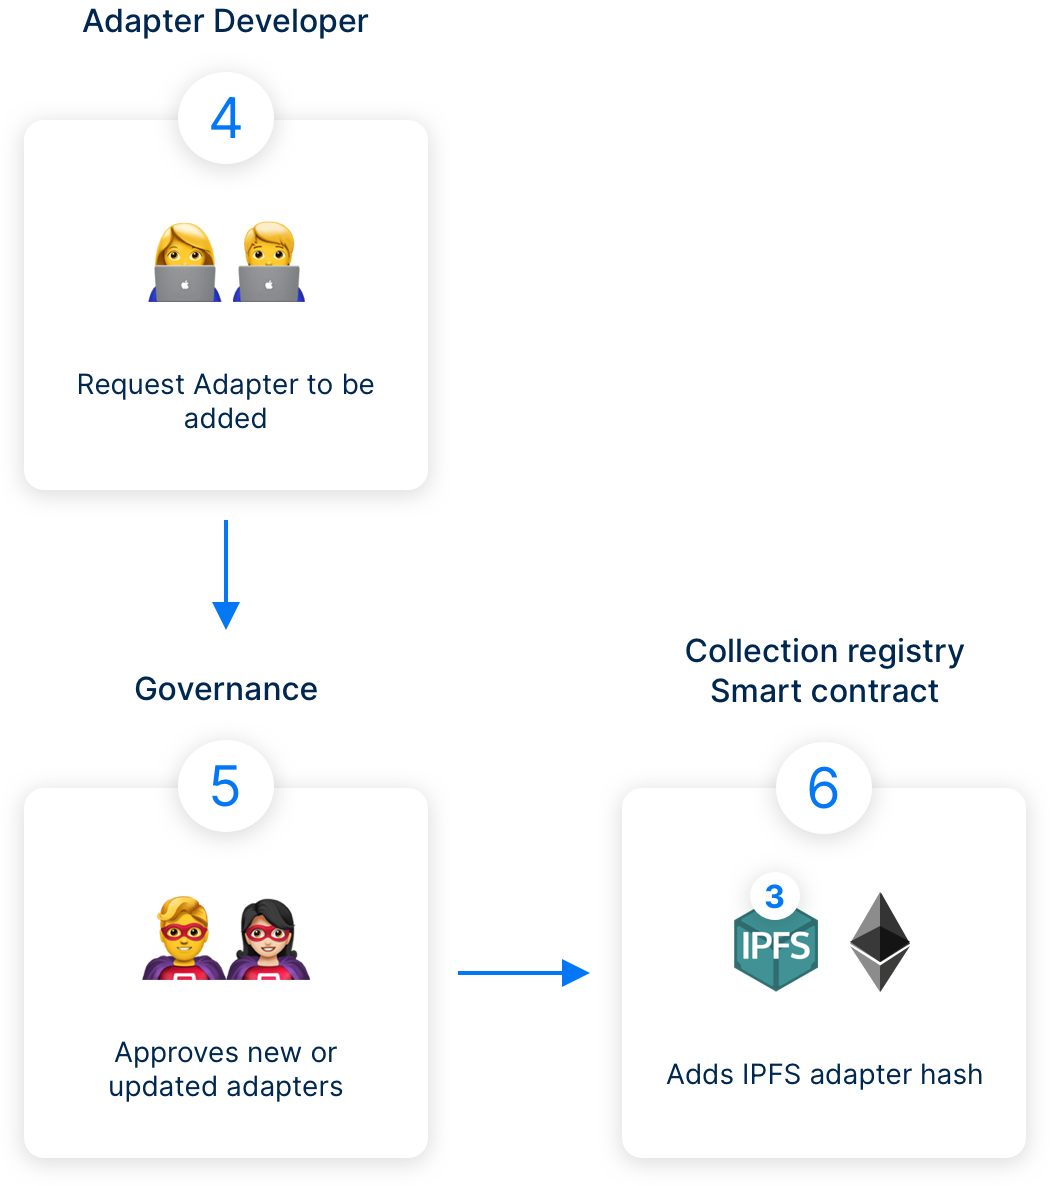 Adapter Developer
4
Request Adapter to be
added
Governance
5
Approves new or
updated adapters
Collection registry
Smart contract
6
3
IPFS
Adds IPFS adapter hash